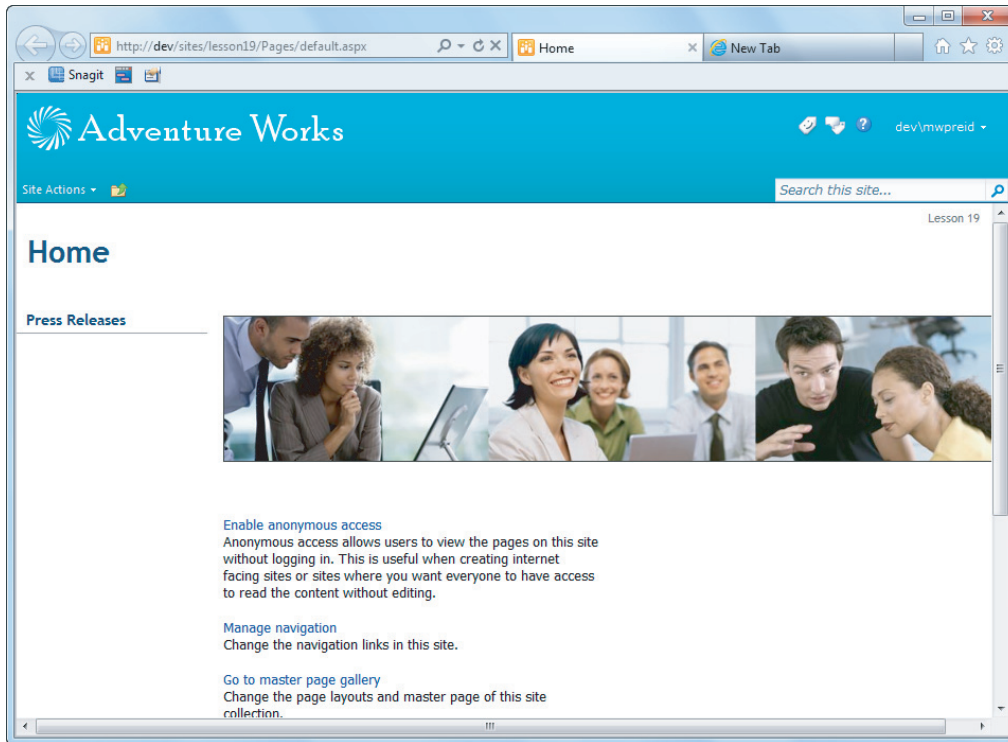 http://dev/sites/lesson19/Pages/default.aspx
Home
New Tab
Snagit
Adventure Works
dev\mwpreid
Site Actions
Search this site...
Lesson 19
Home
Press Releases
Enable anonymous access
Anonymous access allows users to view the pages on this site
without logging in. This is useful when creating internet
facing sites or sites where you want everyone to have access
to read the content without editing.
Manage navigation
Change the navigation links in this site.
Go to master page gallery
Change the page layouts and master page of this site
collection.